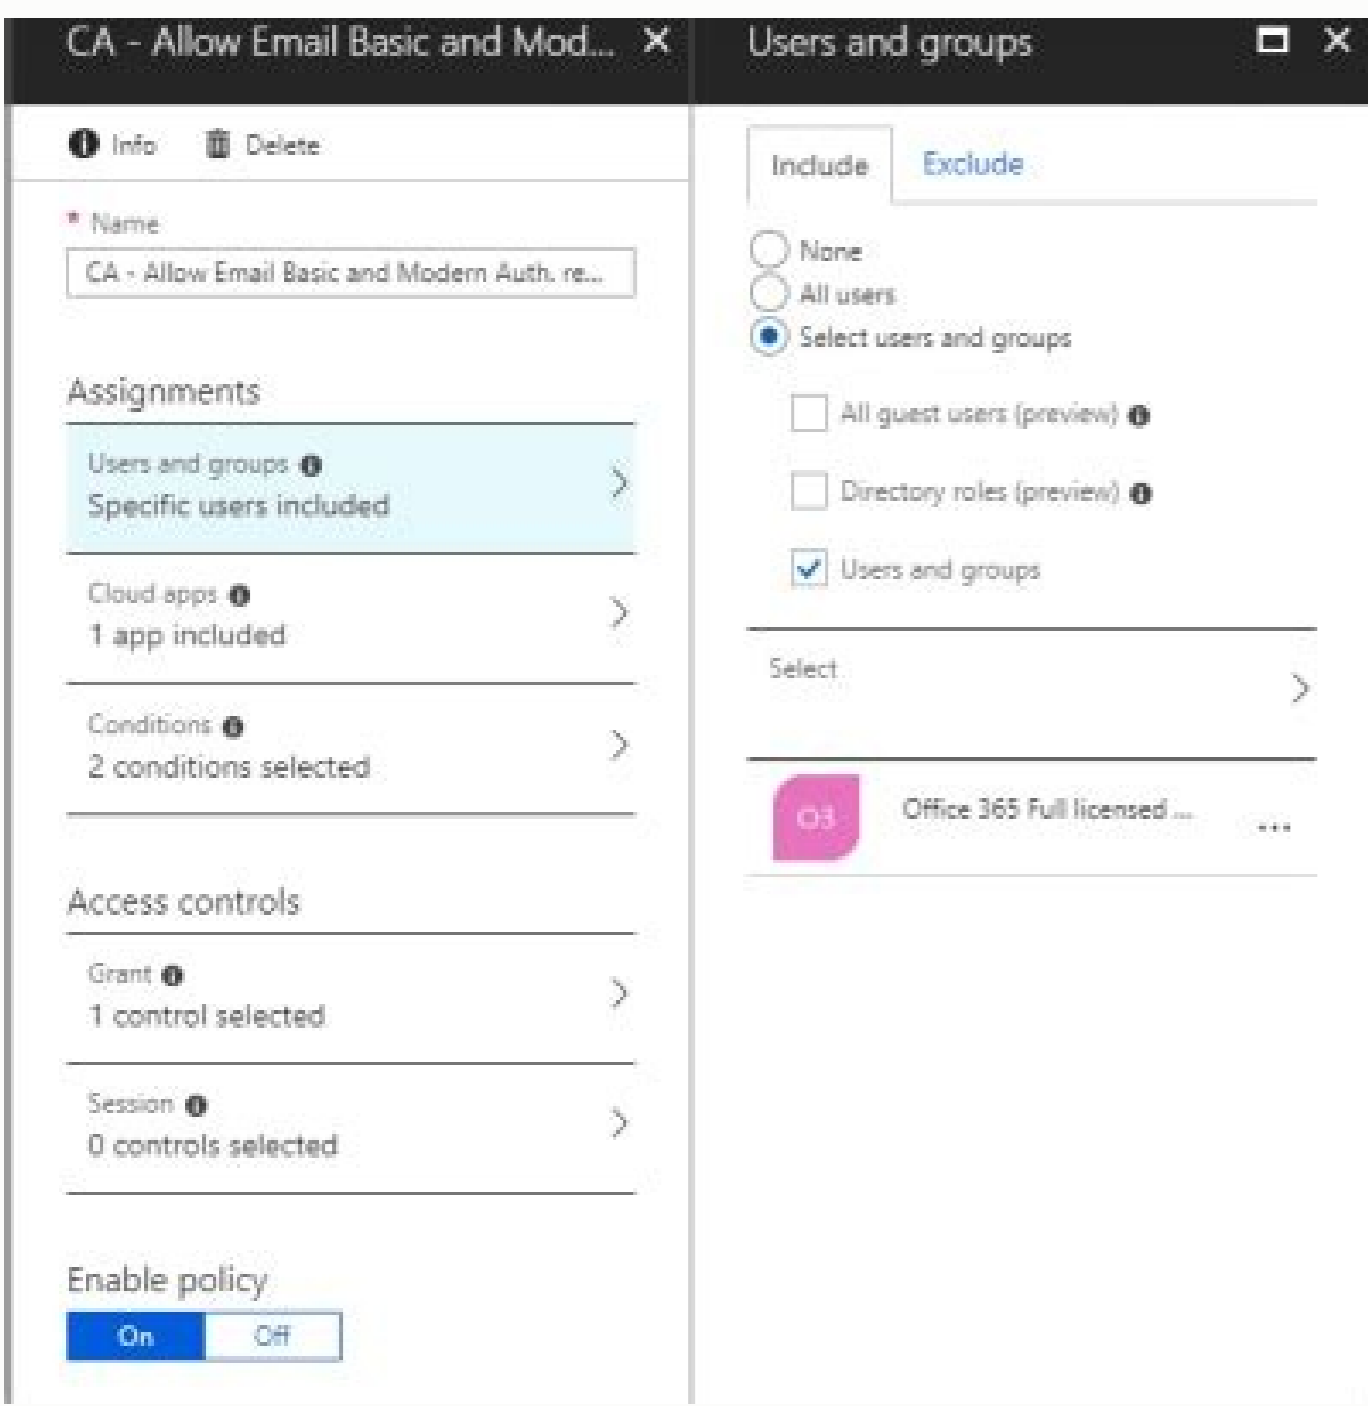 CA - Allow Email Basic and Mod...
Info
Delete
* Name
CA - Allow Email Basic and Modern Auth. re...
Assignments
Users and groups
Specific users included
Cloud apps
1 app included
Conditions
2 conditions selected
Access controls
Grant
1 control selected
Session
0 controls selected
Enable policy
On
Off
Users and groups
Include
Exclude
None
All users
Select users and groups
All guest users (preview)
Directory roles (preview)
Users and groups
Select
O3
Office 365 Full licensed ...